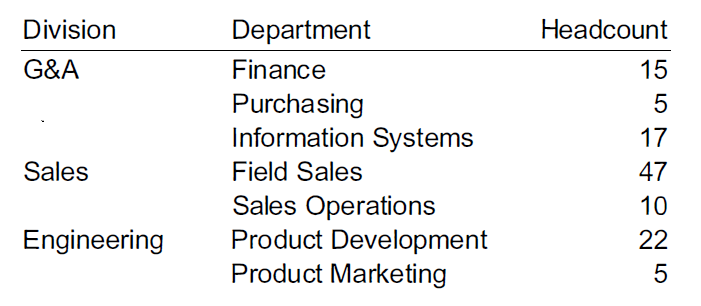 Division Department Headcount
G&A Finance 15
Purchasing 5
Information Systems 17
Sales Field Sales 47
Sales Operations 10
Engineering Product Development 22
Product Marketing 5